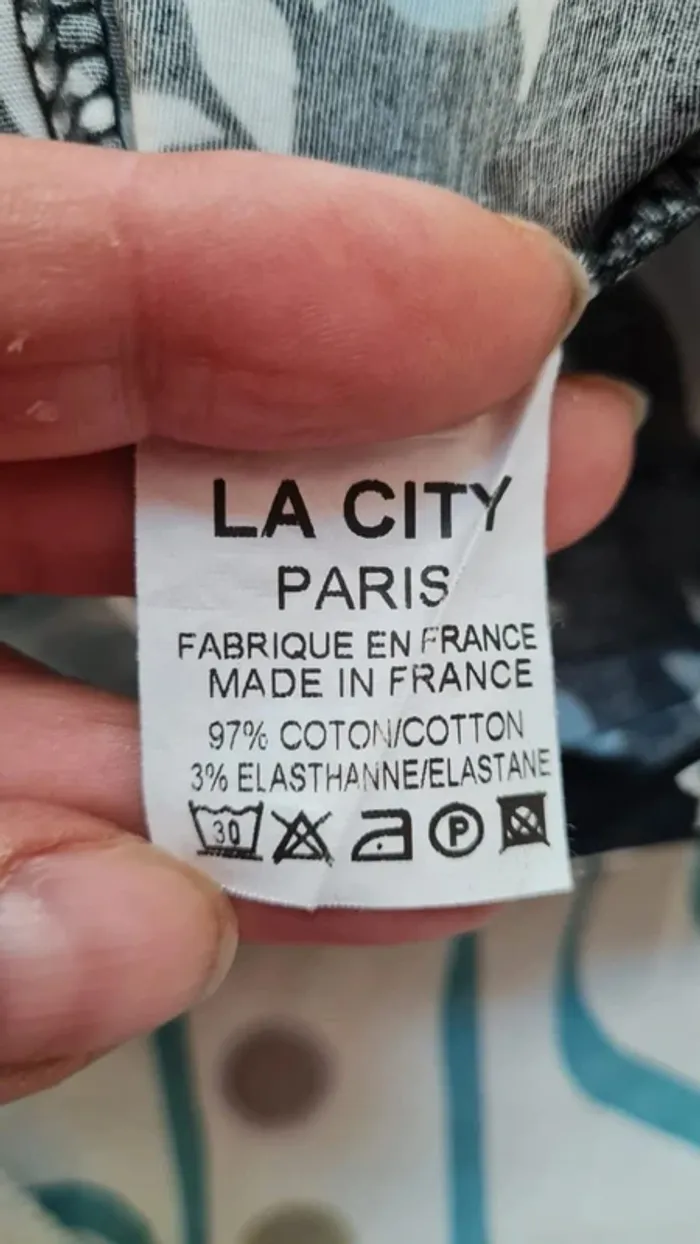 LA CITY
PARIS
FABRIQUE EN FRANCE
MADE IN FRANCE
97% COTON/COTTON
3% ELASTHANNE/ELASTANE
30 P